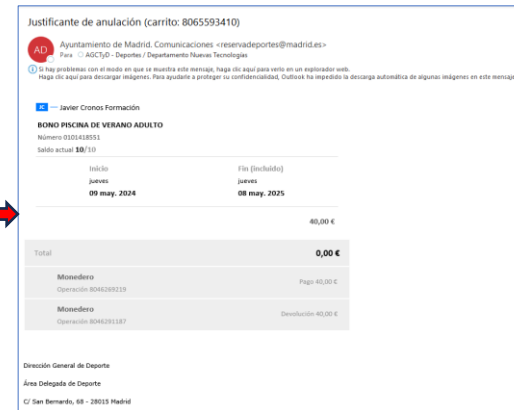 Justificante de anulación (carrito: 8065593410)
AD
Ayuntamiento de Madrid. Comunicaciones <reservadeportes@madrid.es>
Para AGCTyD - Deportes / Departamento Nuevas Tecnologías
Si hay problemas con el modo en que se muestra este mensaje, haga clic aquí para verlo en un explorador web.
Haga clic aquí para descargar imágenes. Para ayudarle a proteger su confidencialidad, Outlook ha impedido la descarga automática de algunas imágenes en este mensaje
JC — Javier Cronos Formación
BONO PISCINA DE VERANO ADULTO
Número 0101418551
Saldo actual 10/10
Inicio Fin (incluido)
jueves jueves
09 may. 2024 08 may. 2025
40,00 €
Total 0,00 €
Monedero
Pago 40,00 €
Operación 8046269219
Monedero
Devolución 40,00 €
Operación 8046291187
Dirección General de Deporte
Área Delegada de Deporte
C/ San Bernardo, 68 - 28015 Madrid